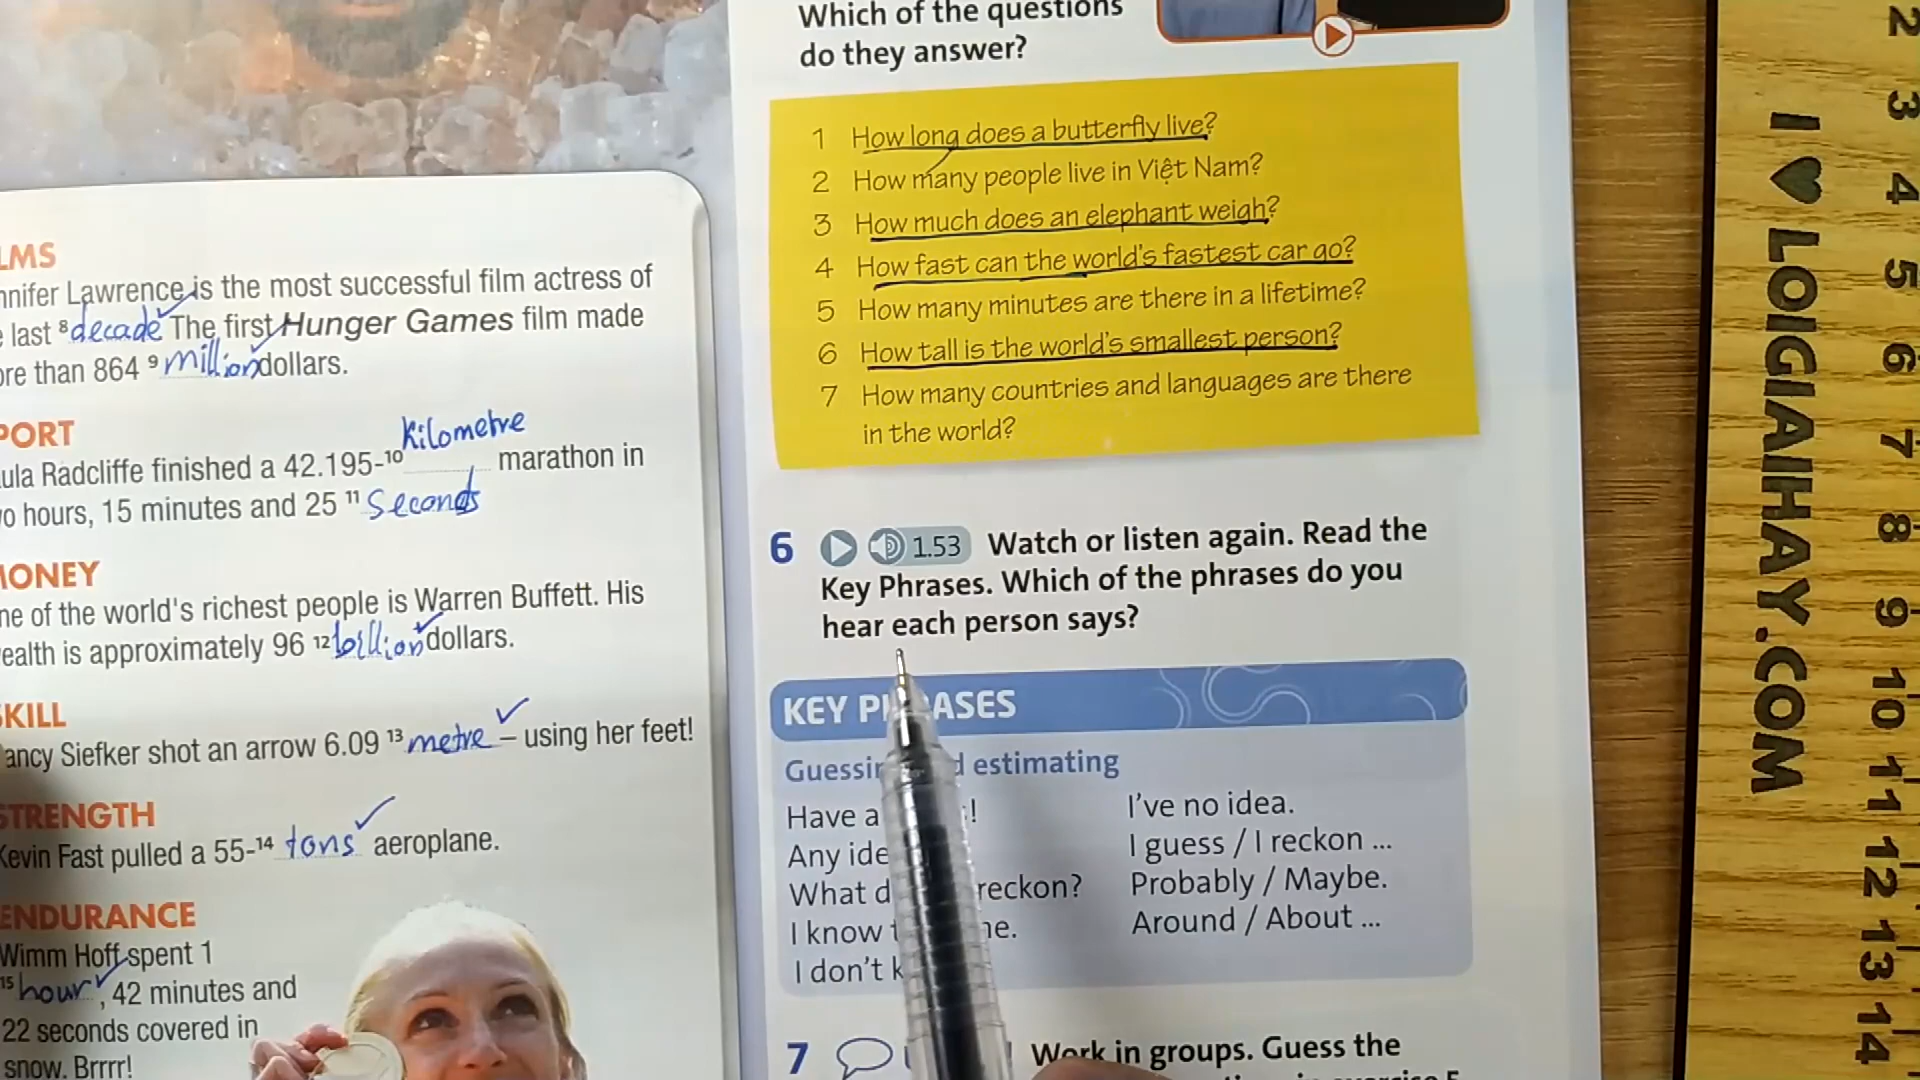 LMS
nnifer Lawrence is the most successful film actress of
last 8 decade The first Hunger Games film made
ore than 864 9 million dollars.
PORT
ula Radcliffe finished a 42.195-10 kilometre marathon in
o hours, 15 minutes and 25 11 seconds
ONEY
ne of the world's richest people is Warren Buffett. His
ealth is approximately 96 12 billion dollars.
KILL
ancy Siefker shot an arrow 6.09 13 metre – using her feet!
STRENGTH
Kevin Fast pulled a 55-14 tons aeroplane.
ENDURANCE
Wimm Hoff spent 1
15 hour, 42 minutes and
22 seconds covered in
snow. Brrrr!
Which of the questions
do they answer?
1 How long does a butterfly live?
2 How many people live in Việt Nam?
3 How much does an elephant weigh?
4 How fast can the world's fastest car go?
5 How many minutes are there in a lifetime?
6 How tall is the world's smallest person?
7 How many countries and languages are there
in the world?
6 1.53 Watch or listen again. Read the
Key Phrases. Which of the phrases do you
hear each person says?
KEY PHRASES
Guessing and estimating
Have a !
Any ide
What d reckon?
I know ne.
I don't k
I've no idea.
I guess / I reckon ...
Probably / Maybe.
Around / About ...
7 Work in groups. Guess the
I ♥ LOIGIAIHAY.COM
2
3
4
5
6
7
8
9
10
11
12
13
14